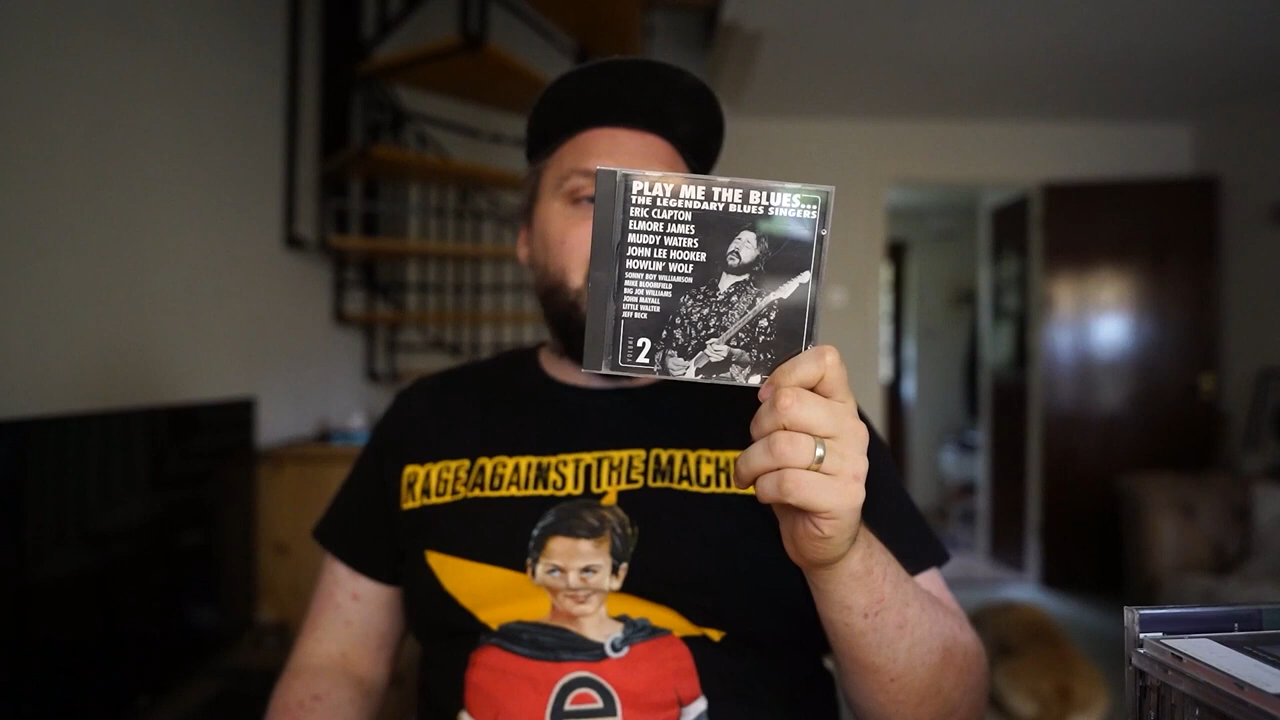 PLAY ME THE BLUES...
THE LEGENDARY BLUES SINGERS
ERIC CLAPTON
ELMORE JAMES
MUDDY WATERS
JOHN LEE HOOKER
HOWLIN' WOLF
SONNY BOY WILLIAMSON
MIKE BLOOMFIELD
BIG JOE WILLIAMS
JOHN MAYALL
LITTLE WALTER
JEFF BECK
VOLUME 2
RAGE AGAINST THE MACH
e